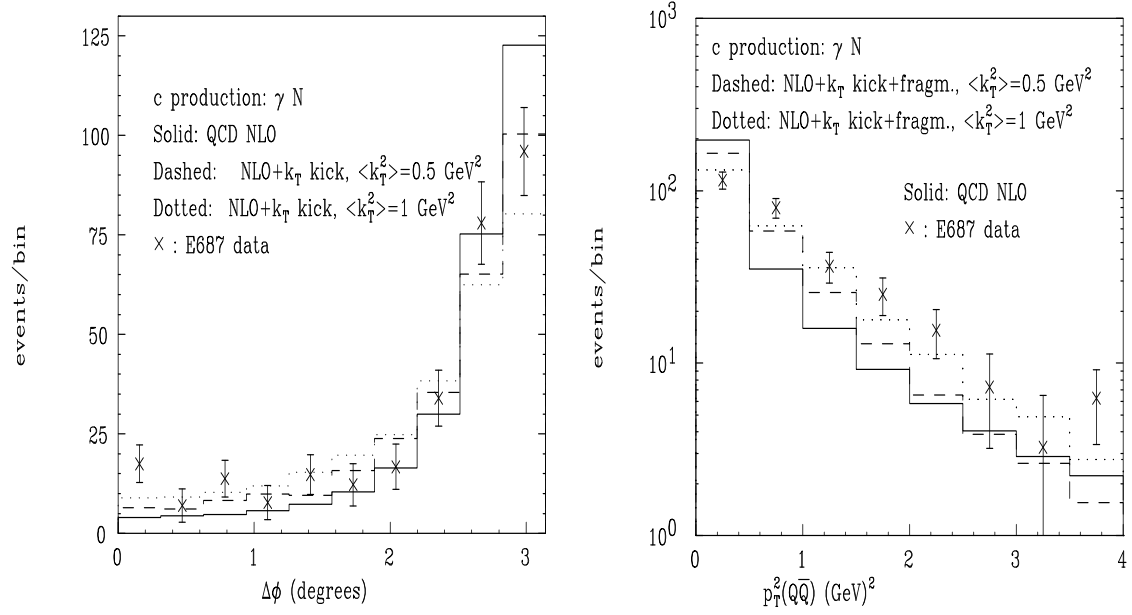 125
100
75
50
25
0
events/bin
c production: γ N
Solid: QCD NLO
Dashed: NLO+k_T kick, <k_T^2>=0.5 GeV^2
Dotted: NLO+k_T kick, <k_T^2>=1 GeV^2
× : E687 data
0 1 2 3
Δϕ (degrees)
10^3
10^2
10^1
10^0
events/bin
c production: γ N
Dashed: NLO+k_T kick+fragm., <k_T^2>=0.5 GeV^2
Dotted: NLO+k_T kick+fragm., <k_T^2>=1 GeV^2
Solid: QCD NLO
× : E687 data
0 1 2 3 4
p_T^2(QQ̅) (GeV)^2